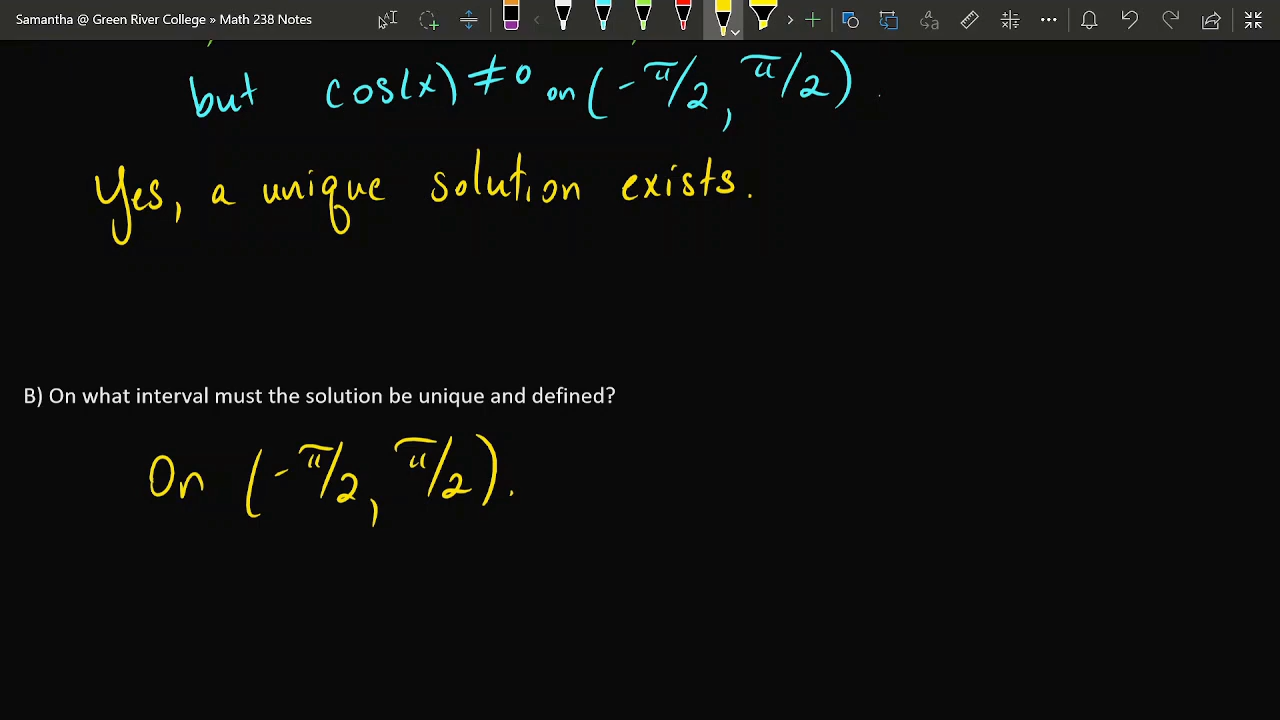 Samantha @ Green River College » Math 238 Notes
but cos(x) ≠ 0 on (-π/2, π/2)
Yes, a unique solution exists.
B) On what interval must the solution be unique and defined?
On (-π/2, π/2).